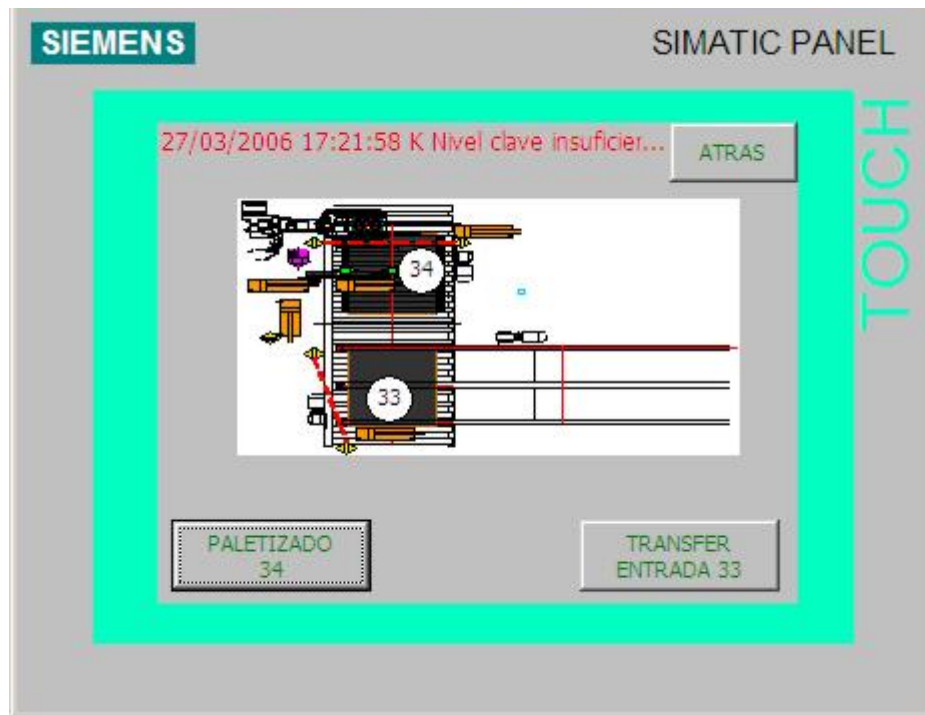 SIEMENS
SIMATIC PANEL
TOUCH
27/03/2006 17:21:58 K Nivel clave insuficier...
ATRAS
34
33
PALETIZADO
34
TRANSFER
ENTRADA 33